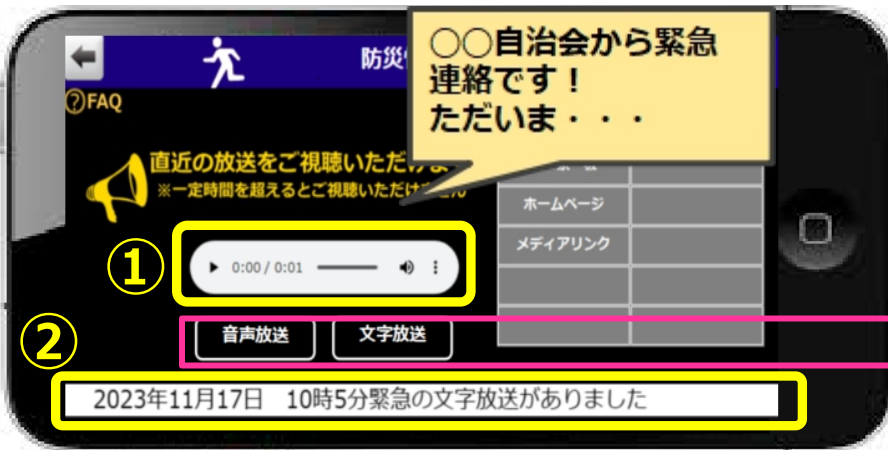 防災
○○自治会から緊急
連絡です！
ただいま・・・
?FAQ
直近の放送をご視聴いただけま
※一定時間を超えるとご視聴いただけません
ホームページ
メディアリンク
①
0:00 / 0:01
②
音声放送
文字放送
2023年11月17日　10時5分緊急の文字放送がありました